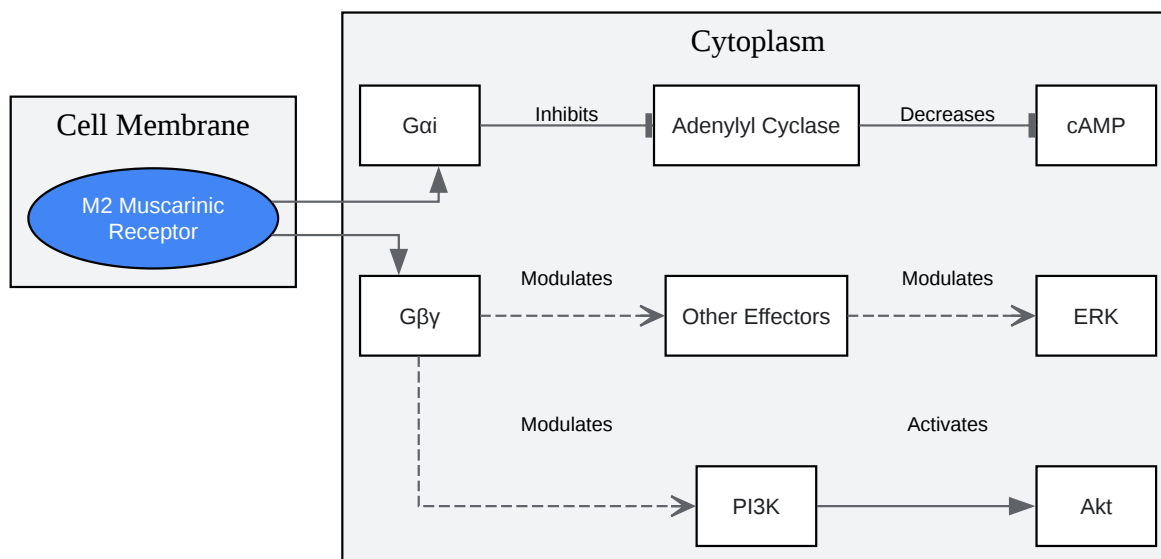 Cytoplasm
Cell Membrane
M2 Muscarinic
Receptor
Gαi
Inhibits
Adenylyl Cyclase
Decreases
cAMP
Gβγ
Modulates
Other Effectors
Modulates
ERK
Modulates
Activates
PI3K
Akt